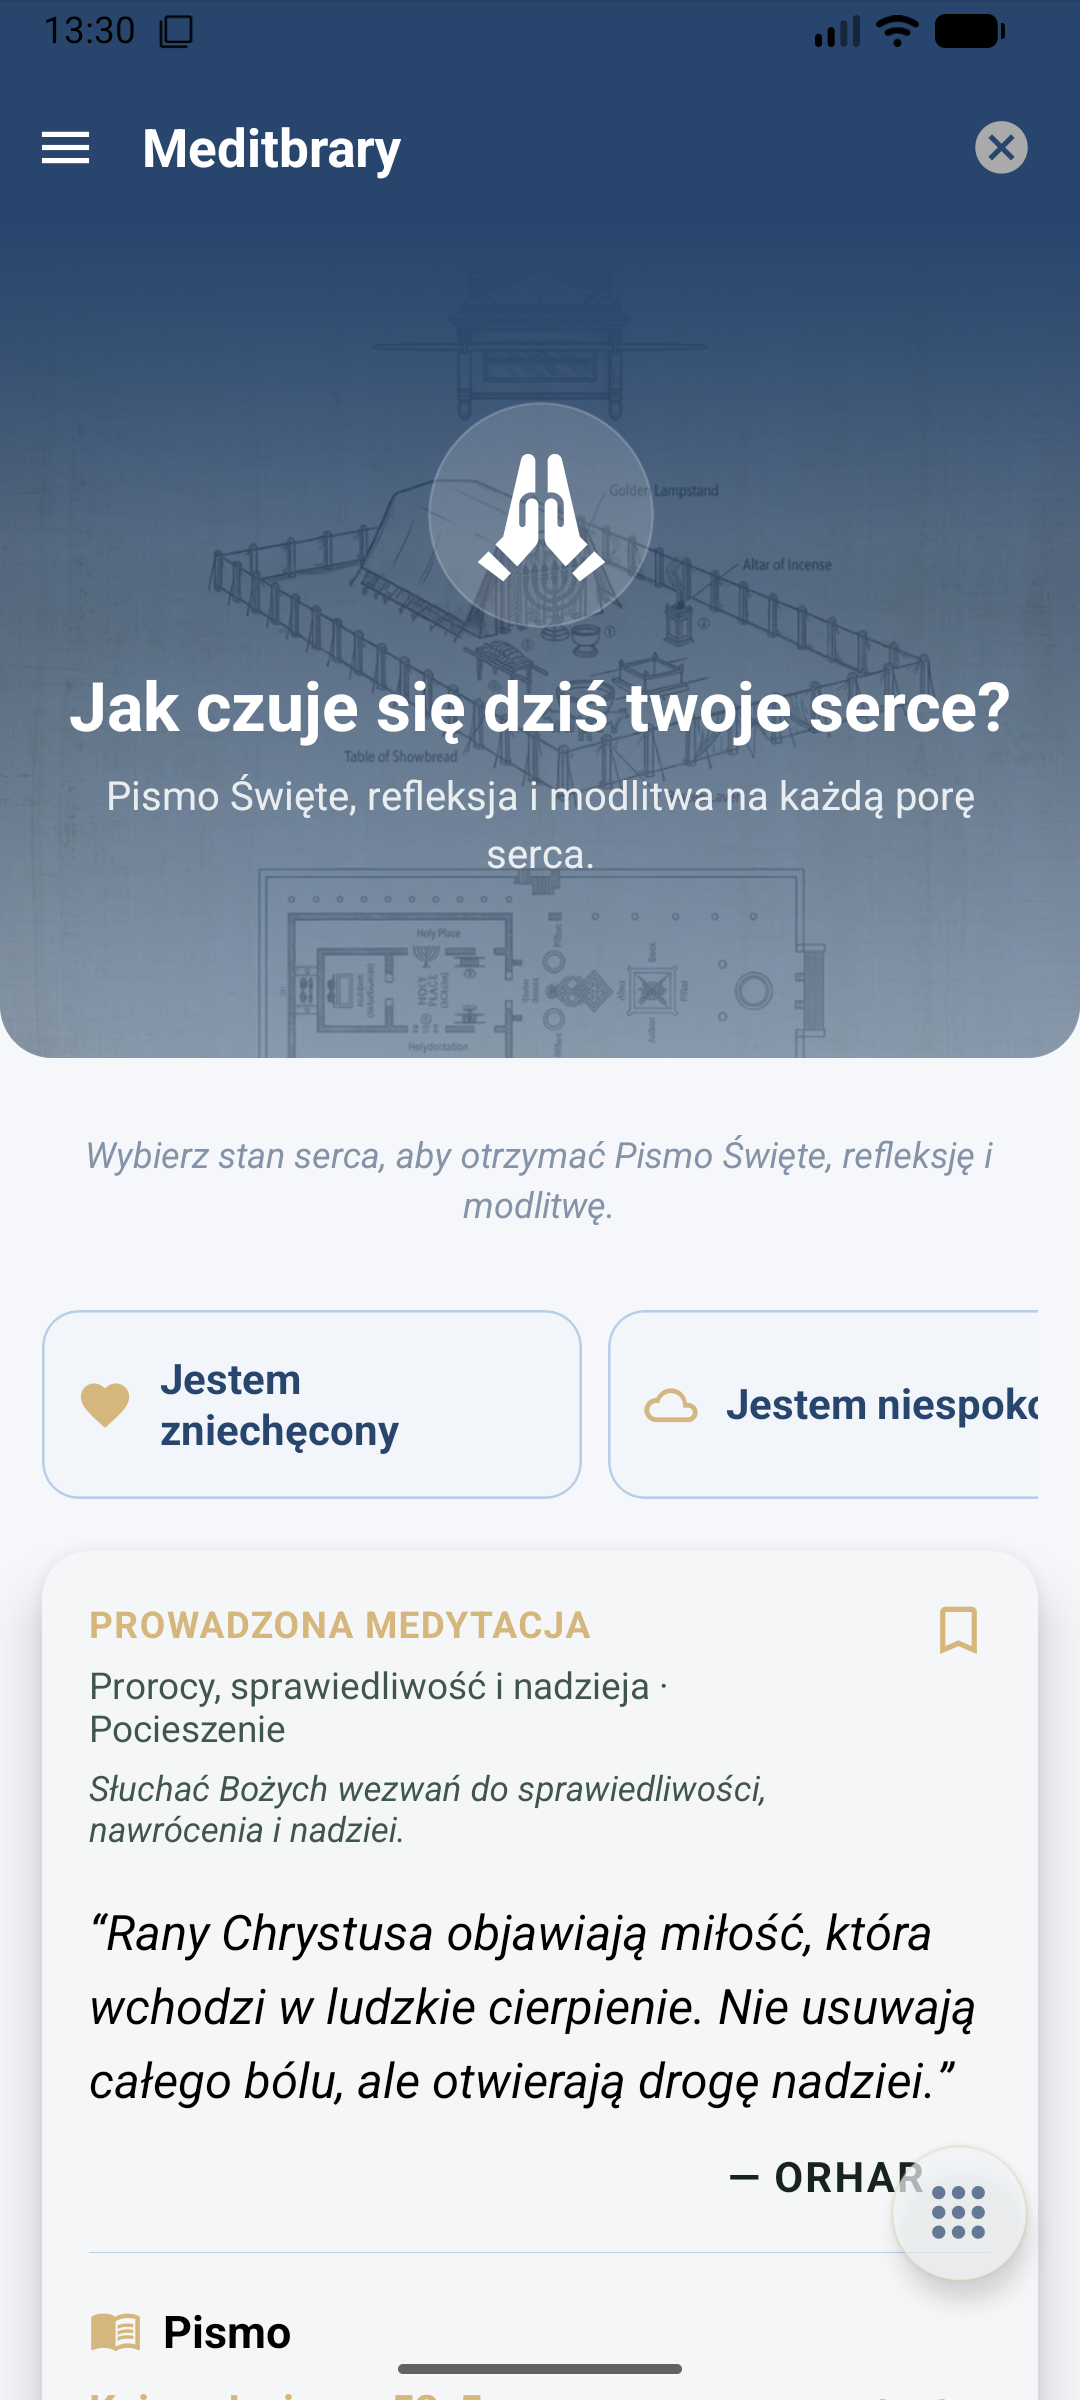 13:30
Meditbrary
Golden Lampstand
Altar of Incense
Jak czuje się dziś twoje serce?
Table of Showbread
Pismo Święte, refleksja i modlitwa na każdą porę
serca.
Holy Place
HOLY
PLACE
Holydentation
Wybierz stan serca, aby otrzymać Pismo Święte, refleksję i
modlitwę.
Jestem
zniechęcony
Jestem niespoko
PROWADZONA MEDYTACJA
Prorocy, sprawiedliwość i nadzieja ·
Pocieszenie
Słuchać Bożych wezwań do sprawiedliwości,
nawrócenia i nadziei.
“Rany Chrystusa objawiają miłość, która
wchodzi w ludzkie cierpienie. Nie usuwają
całego bólu, ale otwierają drogę nadziei.”
— ORHAR
Pismo